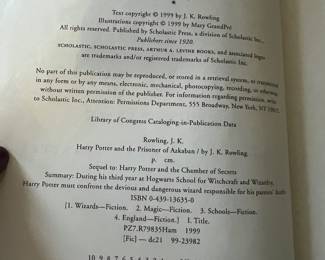 Text copyright © 1999 by J. K. Rowling
Illustrations copyright © 1999 by Mary GrandPré
All rights reserved. Published by Scholastic Press, a division of Scholastic Inc.,
Publishers since 1920.
SCHOLASTIC, SCHOLASTIC PRESS, ARTHUR A. LEVINE BOOKS, and associated logos
are trademarks and/or registered trademarks of Scholastic Inc.
No part of this publication may be reproduced, or stored in a retrieval system, or transmitted
in any form or by any means, electronic, mechanical, photocopying, recording, or otherwise
without written permission of the publisher. For information regarding permission, write
to Scholastic Inc., Attention: Permissions Department, 555 Broadway, New York, NY
Library of Congress Cataloging-in-Publication Data
Rowling, J. K.
Harry Potter and the Prisoner of Azkaban / by J. K. Rowling
p. cm.
Sequel to: Harry Potter and the Chamber of Secrets
Summary: During his third year at Hogwarts School for Witchcraft and Wizardry,
Harry Potter must confront the devious and dangerous wizard responsible for his parents'
ISBN 0-439-13635-0
[1. Wizards—Fiction. 2. Magic—Fiction. 3. Schools—Fiction.
4. England—Fiction.] I. Title.
PZ7.R79835Ham 1999
[Fic] — dc21 99-23982
10 9 8 7 6 5